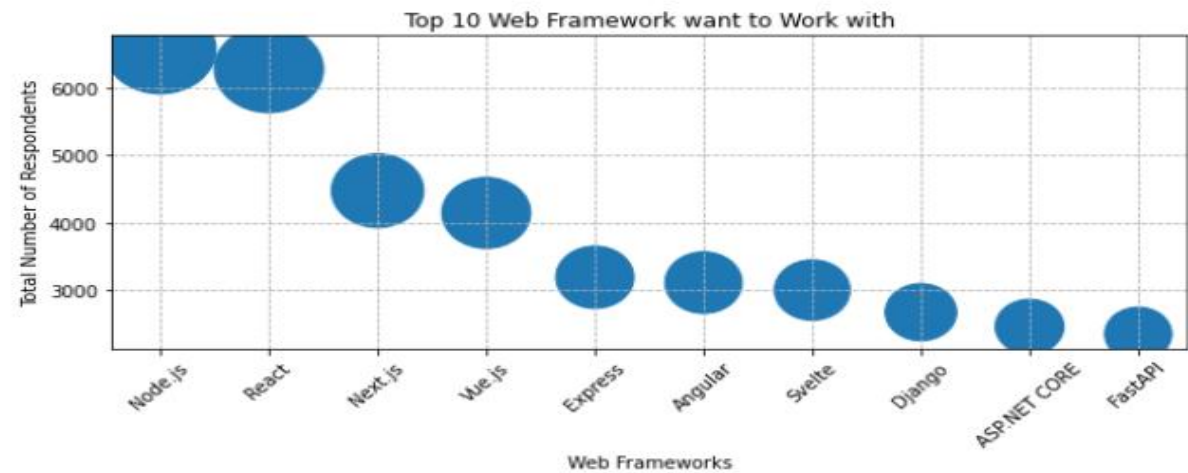 Top 10 Web Framework want to Work with
Total Number of Respondents
6000
5000
4000
3000
Node.js
React
Next.js
Vue.js
Express
Angular
Svelte
Django
ASP.NET CORE
FastAPI
Web Frameworks